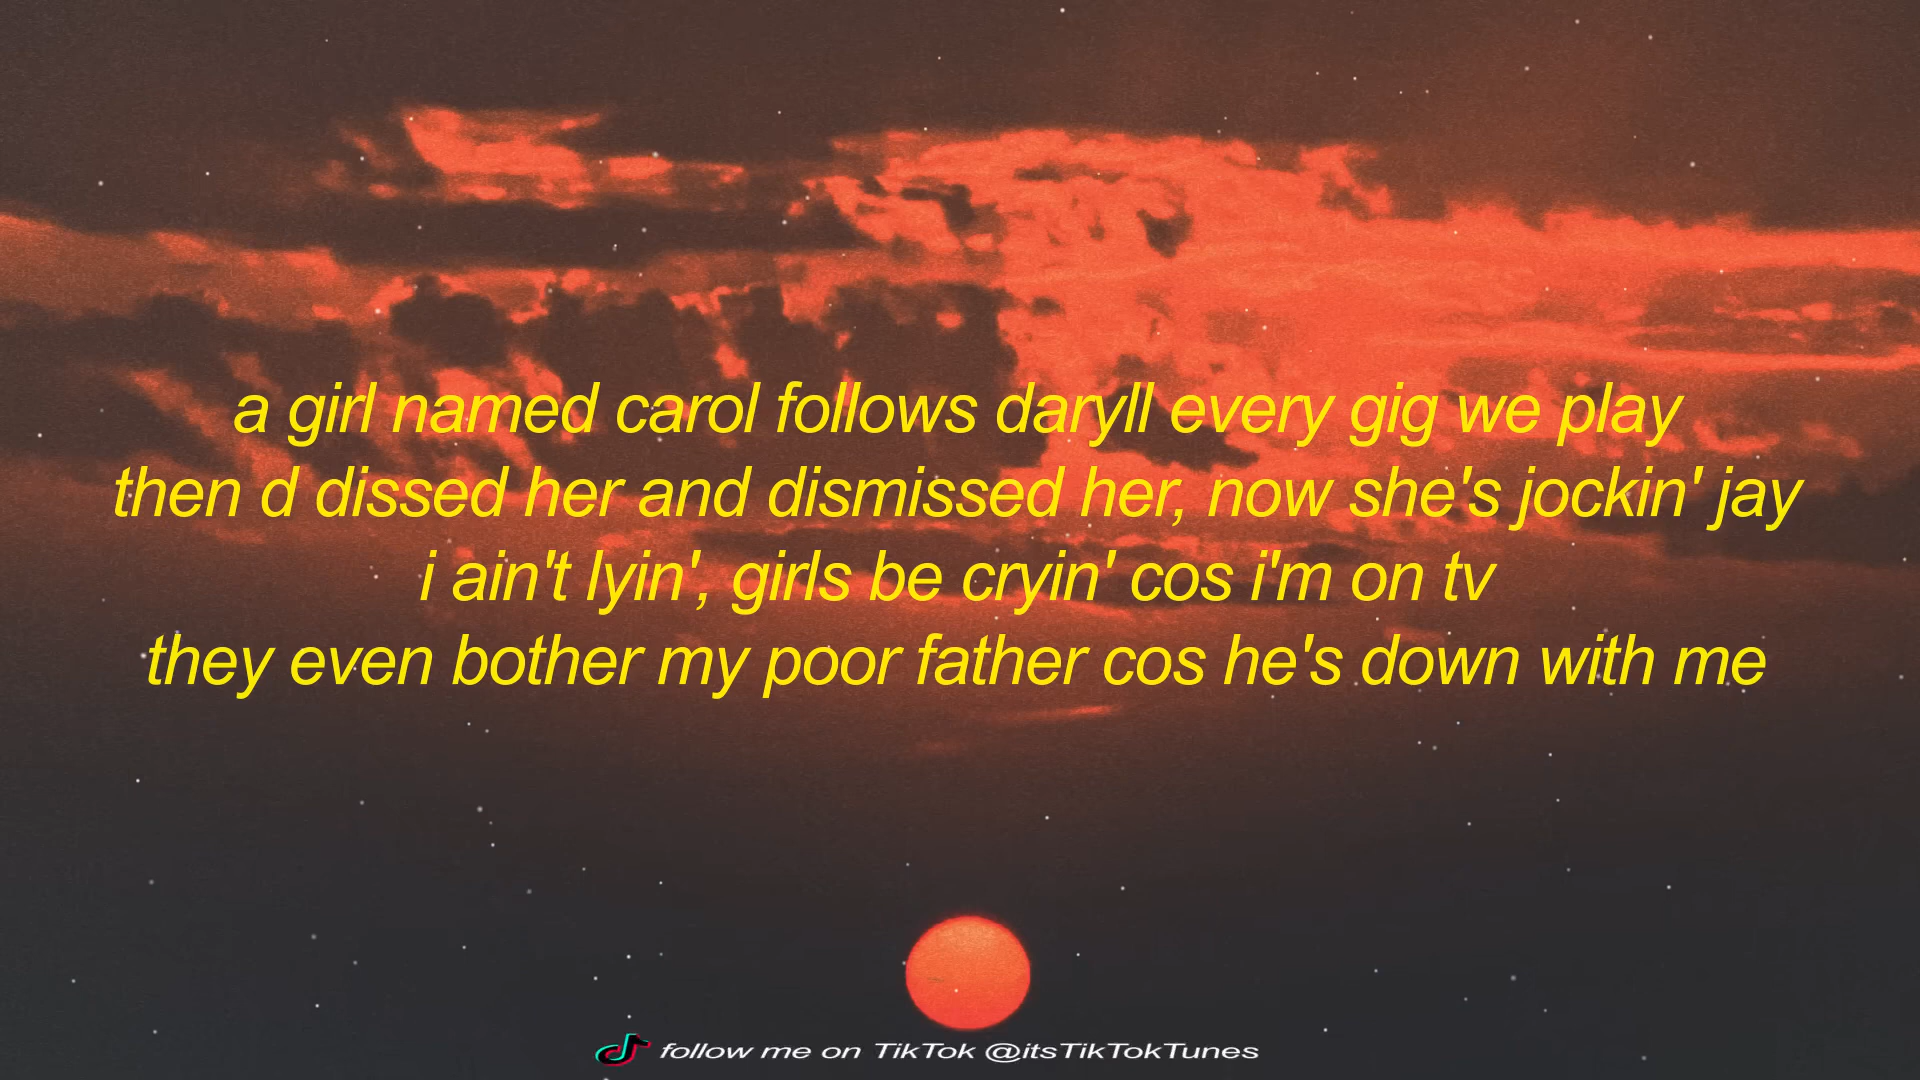 a girl named carol follows daryll every gig we play
then d dissed her and dismissed her, now she's jockin' jay
i ain't lyin', girls be cryin' cos i'm on tv
they even bother my poor father cos he's down with me
follow me on TikTok @itsTikTokTunes